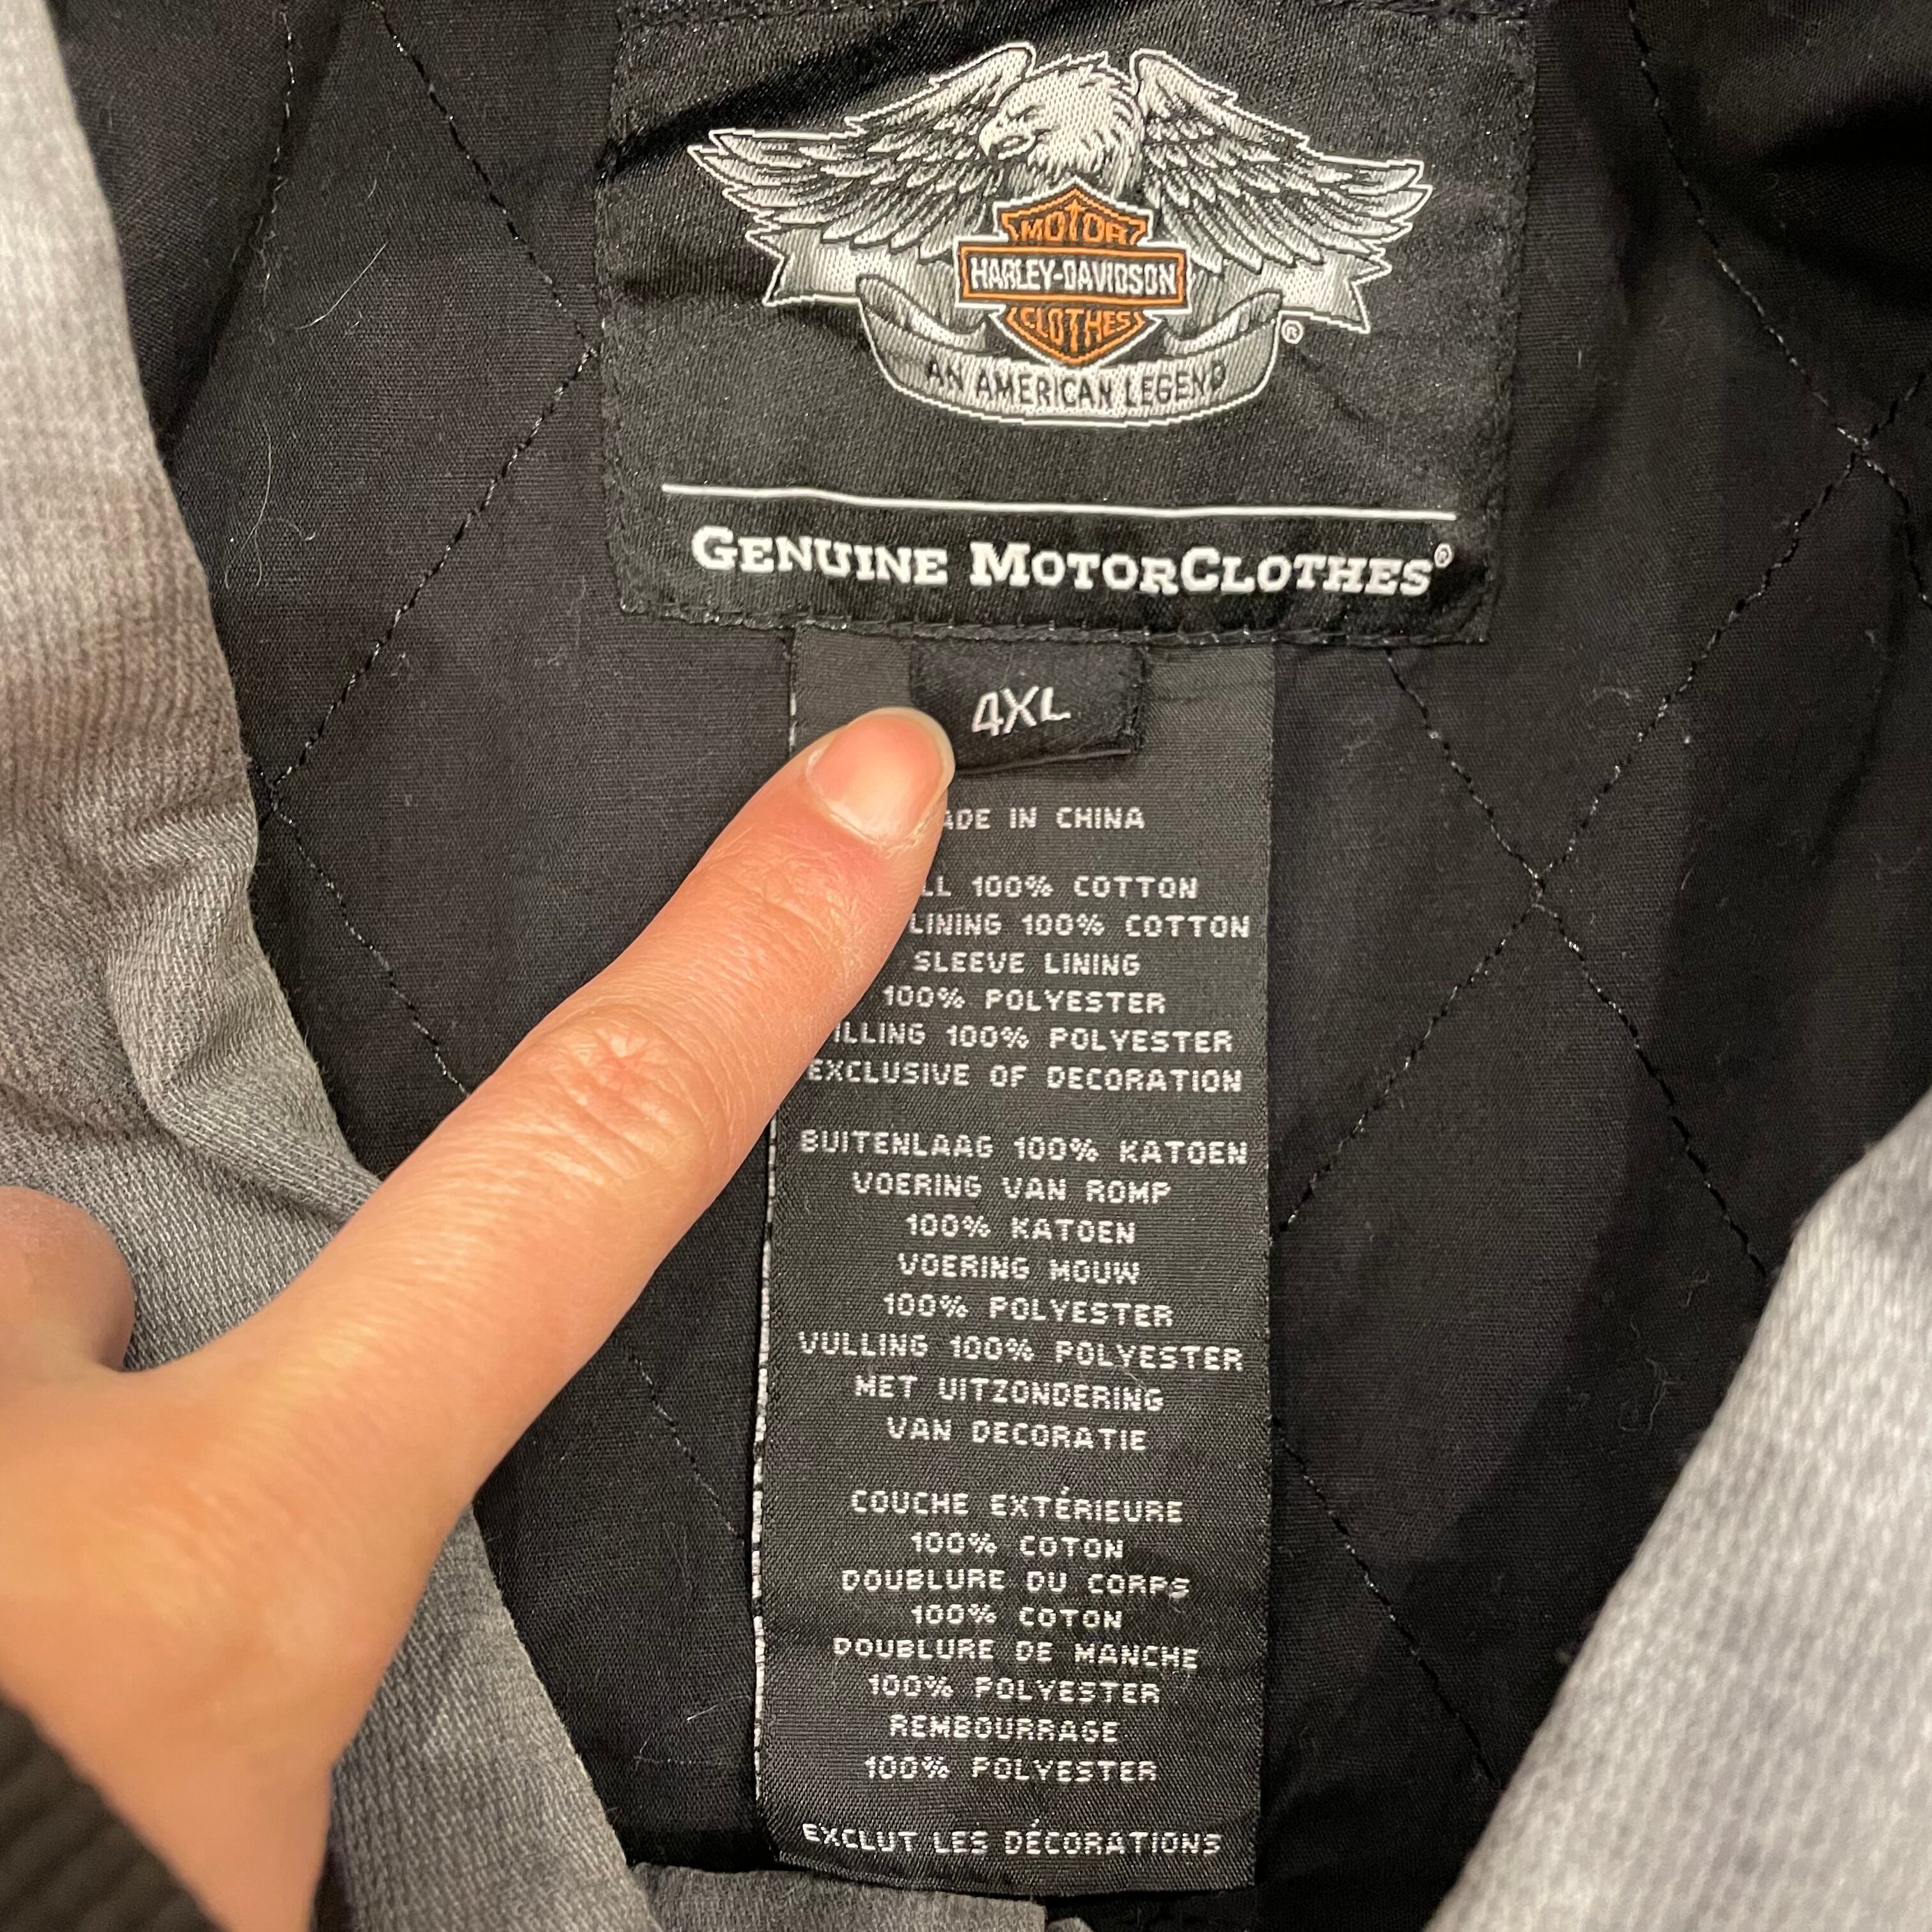 MOTOR
HARLEY-DAVIDSON
CLOTHES
®
AN AMERICAN LEGEND
GENUINE MOTORCLOTHES®
4XL
ADE IN CHINA
LL 100% COTTON
LINING 100% COTTON
SLEEVE LINING
100% POLYESTER
ILLING 100% POLYESTER
EXCLUSIVE OF DECORATION
BUITENLAAG 100% KATOEN
VOERING VAN ROMP
100% KATOEN
VOERING MOUW
100% POLYESTER
VULLING 100% POLYESTER
MET UITZONDERING
VAN DECORATIE
COUCHE EXTÉRIEURE
100% COTON
DOUBLURE DU CORPS
100% COTON
DOUBLURE DE MANCHE
100% POLYESTER
REMBOURRAGE
100% POLYESTER
EXCLUT LES DÉCORATIONS